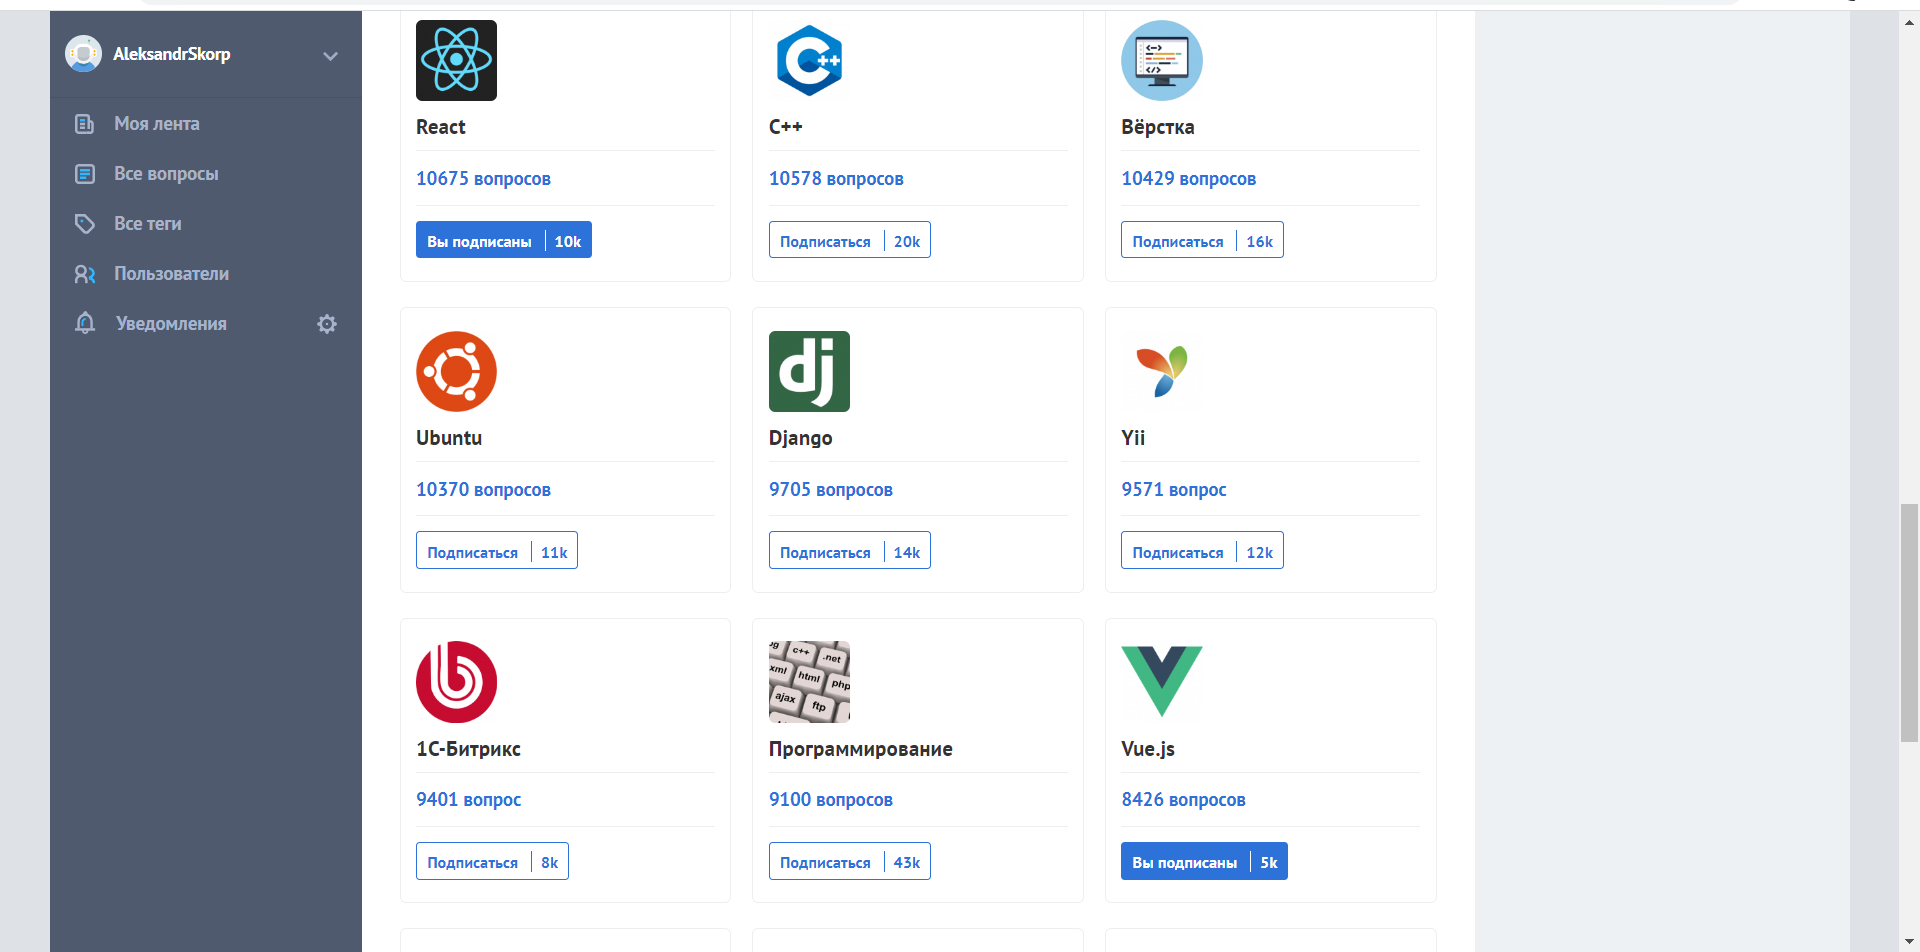 AleksandrSkorp
Моя лента
Все вопросы
Все теги
Пользователи
Уведомления
React
10675 вопросов
Вы подписаны 10k
C++
10578 вопросов
Подписаться 20k
Вёрстка
10429 вопросов
Подписаться 16k
Ubuntu
10370 вопросов
Подписаться 11k
dj
Django
9705 вопросов
Подписаться 14k
Yii
9571 вопрос
Подписаться 12k
1С-Битрикс
9401 вопрос
Подписаться 8k
c++
.net
xml
html
php
ajax
ftp
Программирование
9100 вопросов
Подписаться 43k
Vue.js
8426 вопросов
Вы подписаны 5k